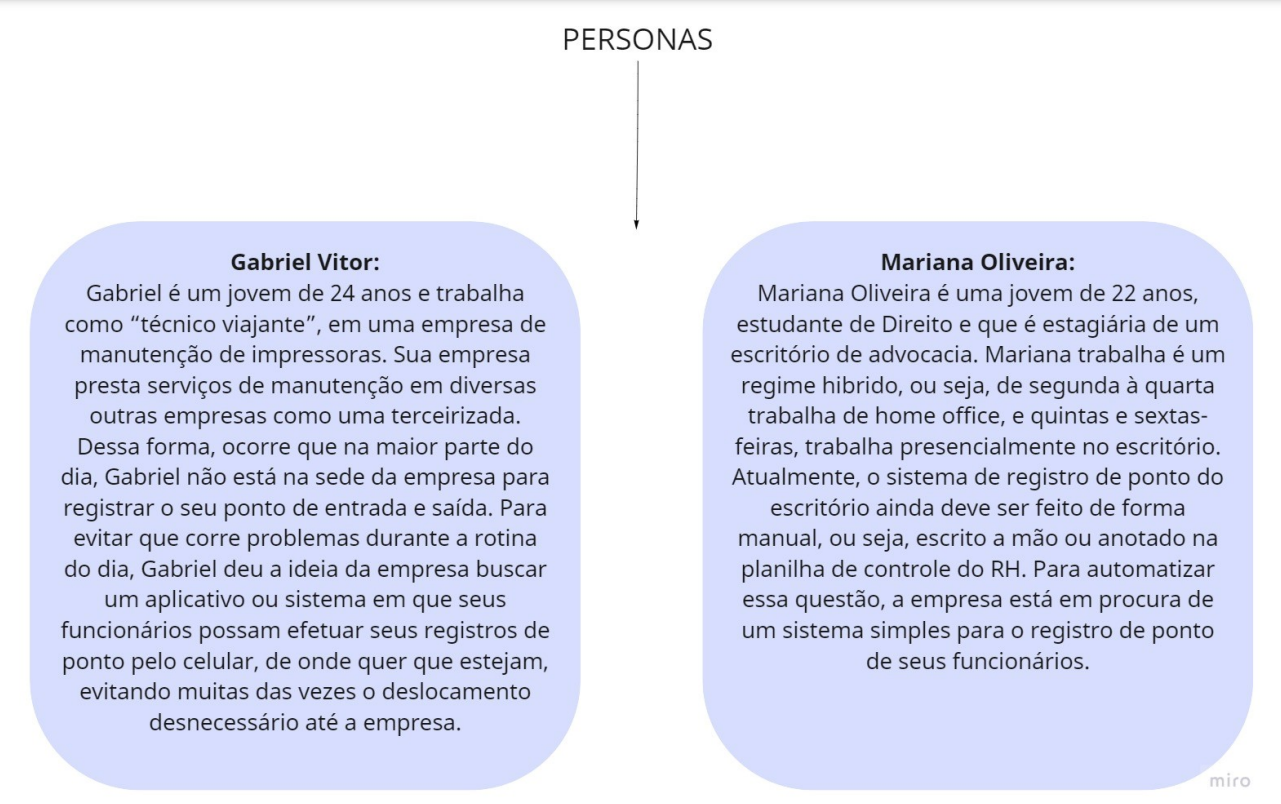 PERSONAS
Gabriel Vitor:
Gabriel é um jovem de 24 anos e trabalha
como “técnico viajante”, em uma empresa de
manutenção de impressoras. Sua empresa
presta serviços de manutenção em diversas
outras empresas como uma terceirizada.
Dessa forma, ocorre que na maior parte do
dia, Gabriel não está na sede da empresa para
registrar o seu ponto de entrada e saída. Para
evitar que corre problemas durante a rotina
do dia, Gabriel deu a ideia da empresa buscar
um aplicativo ou sistema em que seus
funcionários possam efetuar seus registros de
ponto pelo celular, de onde quer que estejam,
evitando muitas das vezes o deslocamento
desnecessário até a empresa.
Mariana Oliveira:
Mariana Oliveira é uma jovem de 22 anos,
estudante de Direito e que é estagiária de um
escritório de advocacia. Mariana trabalha é um
regime hibrido, ou seja, de segunda à quarta
trabalha de home office, e quintas e sextas-
feiras, trabalha presencialmente no escritório.
Atualmente, o sistema de registro de ponto do
escritório ainda deve ser feito de forma
manual, ou seja, escrito a mão ou anotado na
planilha de controle do RH. Para automatizar
essa questão, a empresa está em procura de
um sistema simples para o registro de ponto
de seus funcionários.
miro